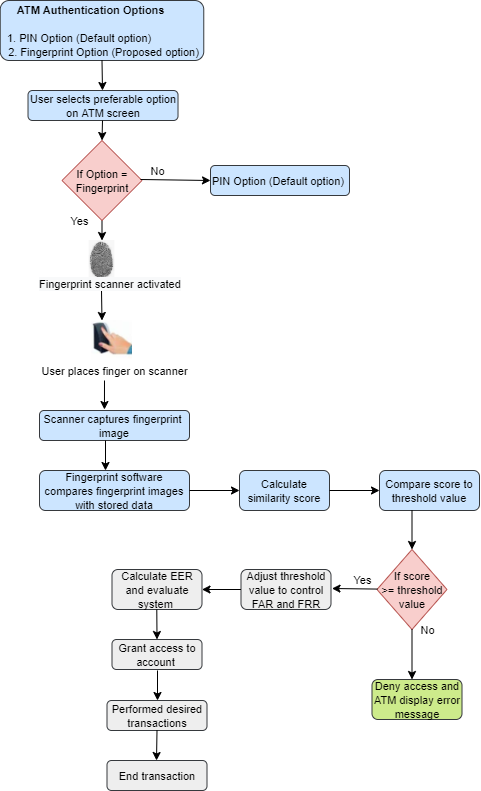 ATM Authentication Options
1. PIN Option (Default option)
2. Fingerprint Option (Proposed option)
User selects preferable option
on ATM screen
If Option =
Fingerprint
No
PIN Option (Default option)
Yes
Fingerprint scanner activated
User places finger on scanner
Scanner captures fingerprint
image
Fingerprint software
compares fingerprint images
with stored data
Calculate
similarity score
Compare score to
threshold value
If score
>= threshold
value
Yes
Adjust threshold
value to control
FAR and FRR
Calculate EER
and evaluate
system
No
Grant access to
account
Deny access and
ATM display error
message
Performed desired
transactions
End transaction